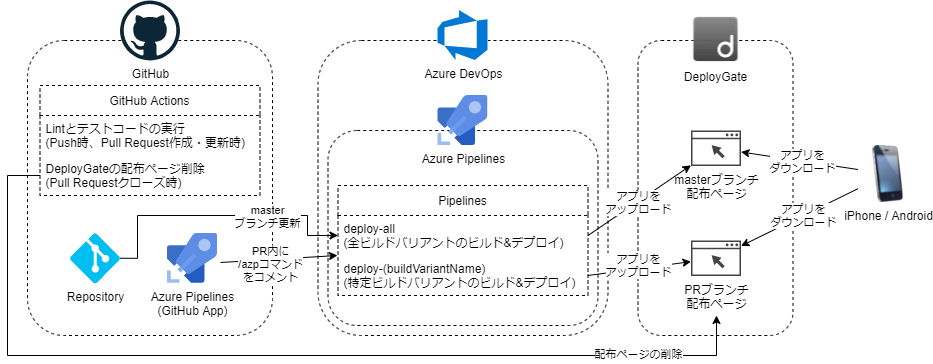 GitHub
GitHub Actions
Lintとテストコードの実行
(Push時、Pull Request作成・更新時)
DeployGateの配布ページ削除
(Pull Requestクローズ時)
master
ブランチ更新
PR内に
/azpコマンド
をコメント
Repository
Azure Pipelines
(GitHub App)
Azure DevOps
Azure Pipelines
Pipelines
deploy-all
(全ビルドバリアントのビルド&デプロイ)
deploy-(buildVariantName)
(特定ビルドバリアントのビルド&デプロイ)
アプリを
アップロード
アプリを
アップロード
d
DeployGate
masterブランチ
配布ページ
PRブランチ
配布ページ
アプリを
ダウンロード
アプリを
ダウンロード
iPhone / Android
配布ページの削除